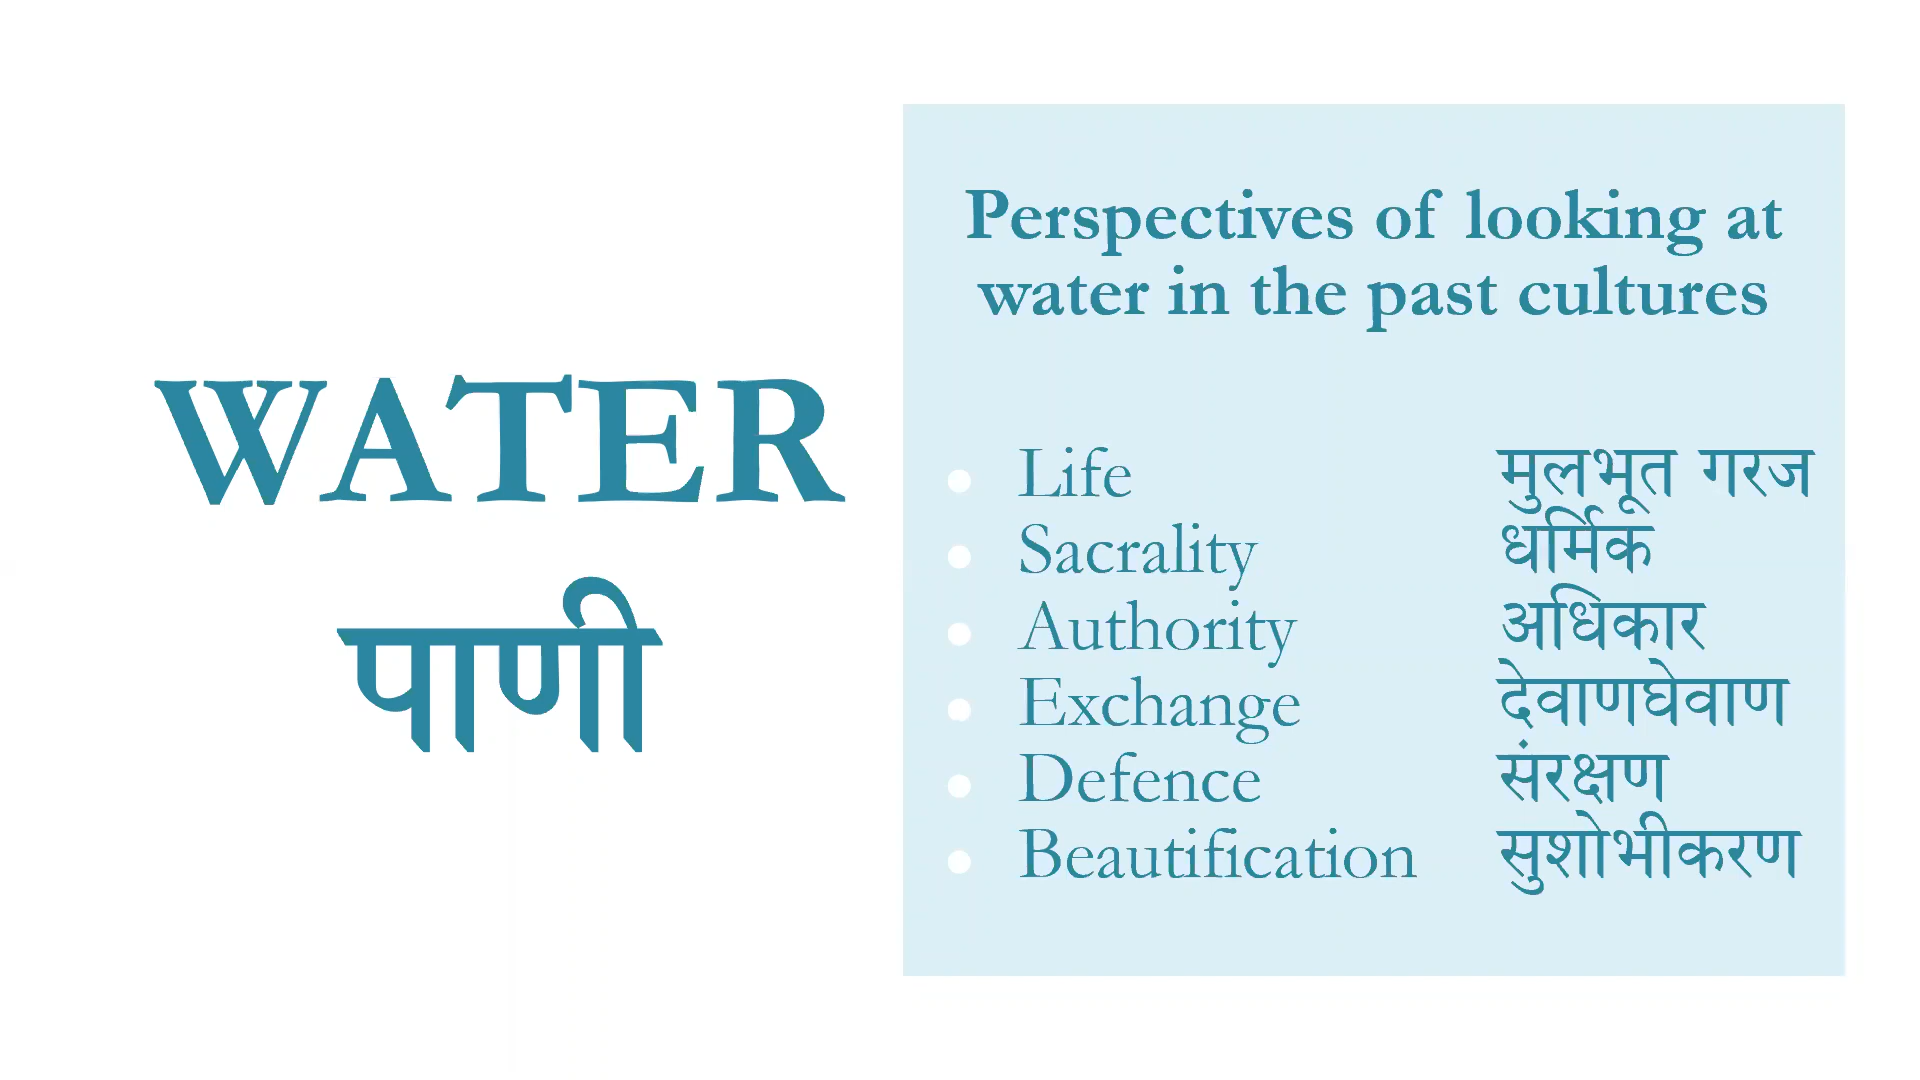 WATER
पाणी
Perspectives of looking at
water in the past cultures
Life मुलभूत गरज
Sacrality धर्मिक
Authority अधिकार
Exchange देवाणघेवाण
Defence संरक्षण
Beautification सुशोभीकरण